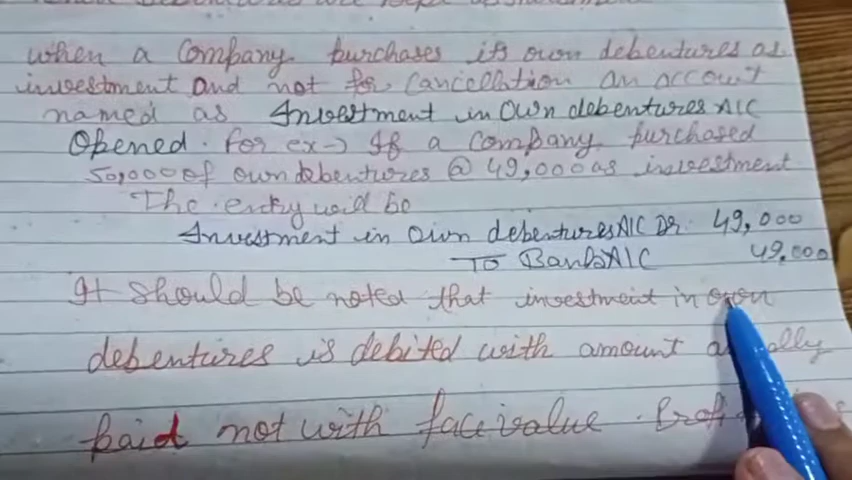 when a Company purchases its own debentures as
investment and not for Cancellation an account
named as Investment in Own debentures A/C
Opened. for ex→ If a Company purchased
50,000 of own debentures @ 49,000 as investment
The entry will be
Investment in Own debentures A/C Dr. 49,000
To Bank A/C 49,000
It should be noted that investment in own
debentures is debited with amount
paid not with face value.